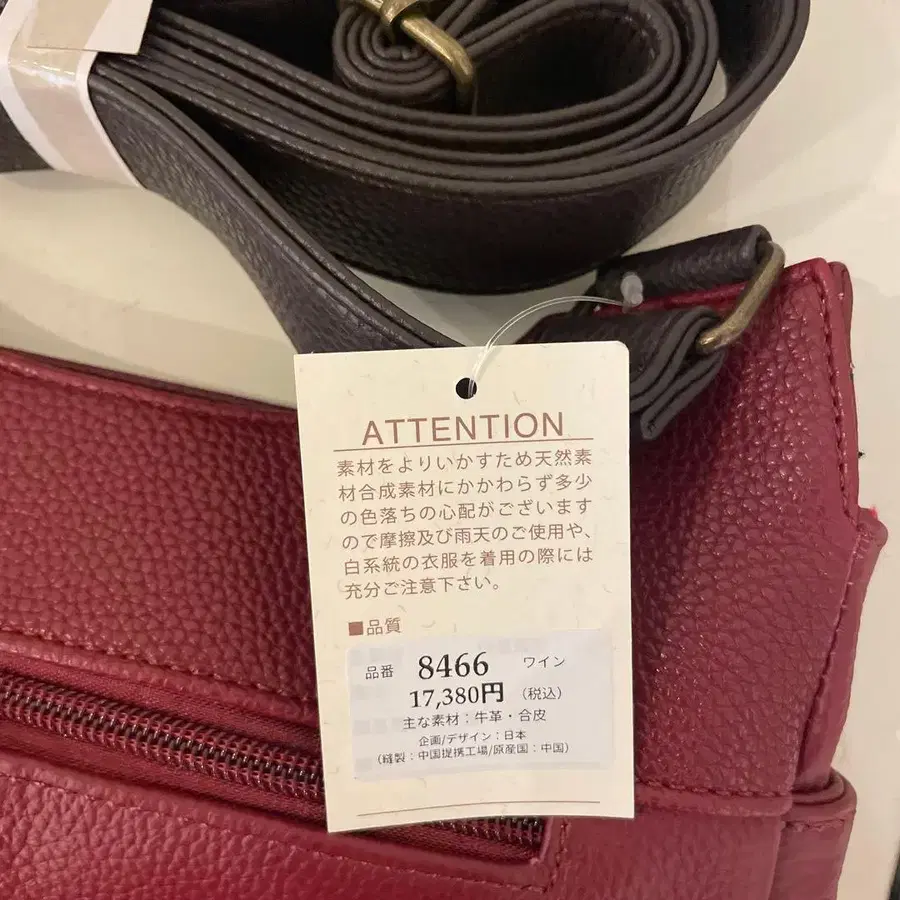 ATTENTION
素材をよりいかすため天然素
材合成素材にかかわらず多少
の色落ちの心配がございます
ので摩擦及び雨天のご使用や、
白系統の衣服を着用の際には
充分ご注意下さい。
■品質
品番 8466 ワイン
17,380円 (税込)
主な素材：牛革・合皮
企画/デザイン：日本
(縫製：中国提携工場/原産国：中国)